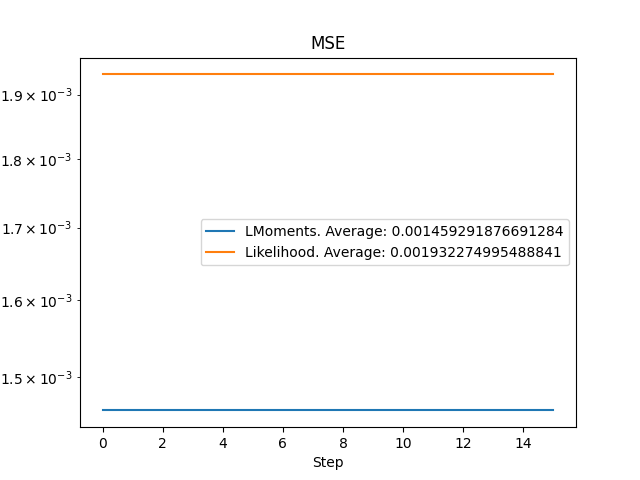 MSE
1.9 × 10⁻³
1.8 × 10⁻³
1.7 × 10⁻³
1.6 × 10⁻³
1.5 × 10⁻³
LMoments. Average: 0.001459291876691284
Likelihood. Average: 0.001932274995488841
0 2 4 6 8 10 12 14
Step